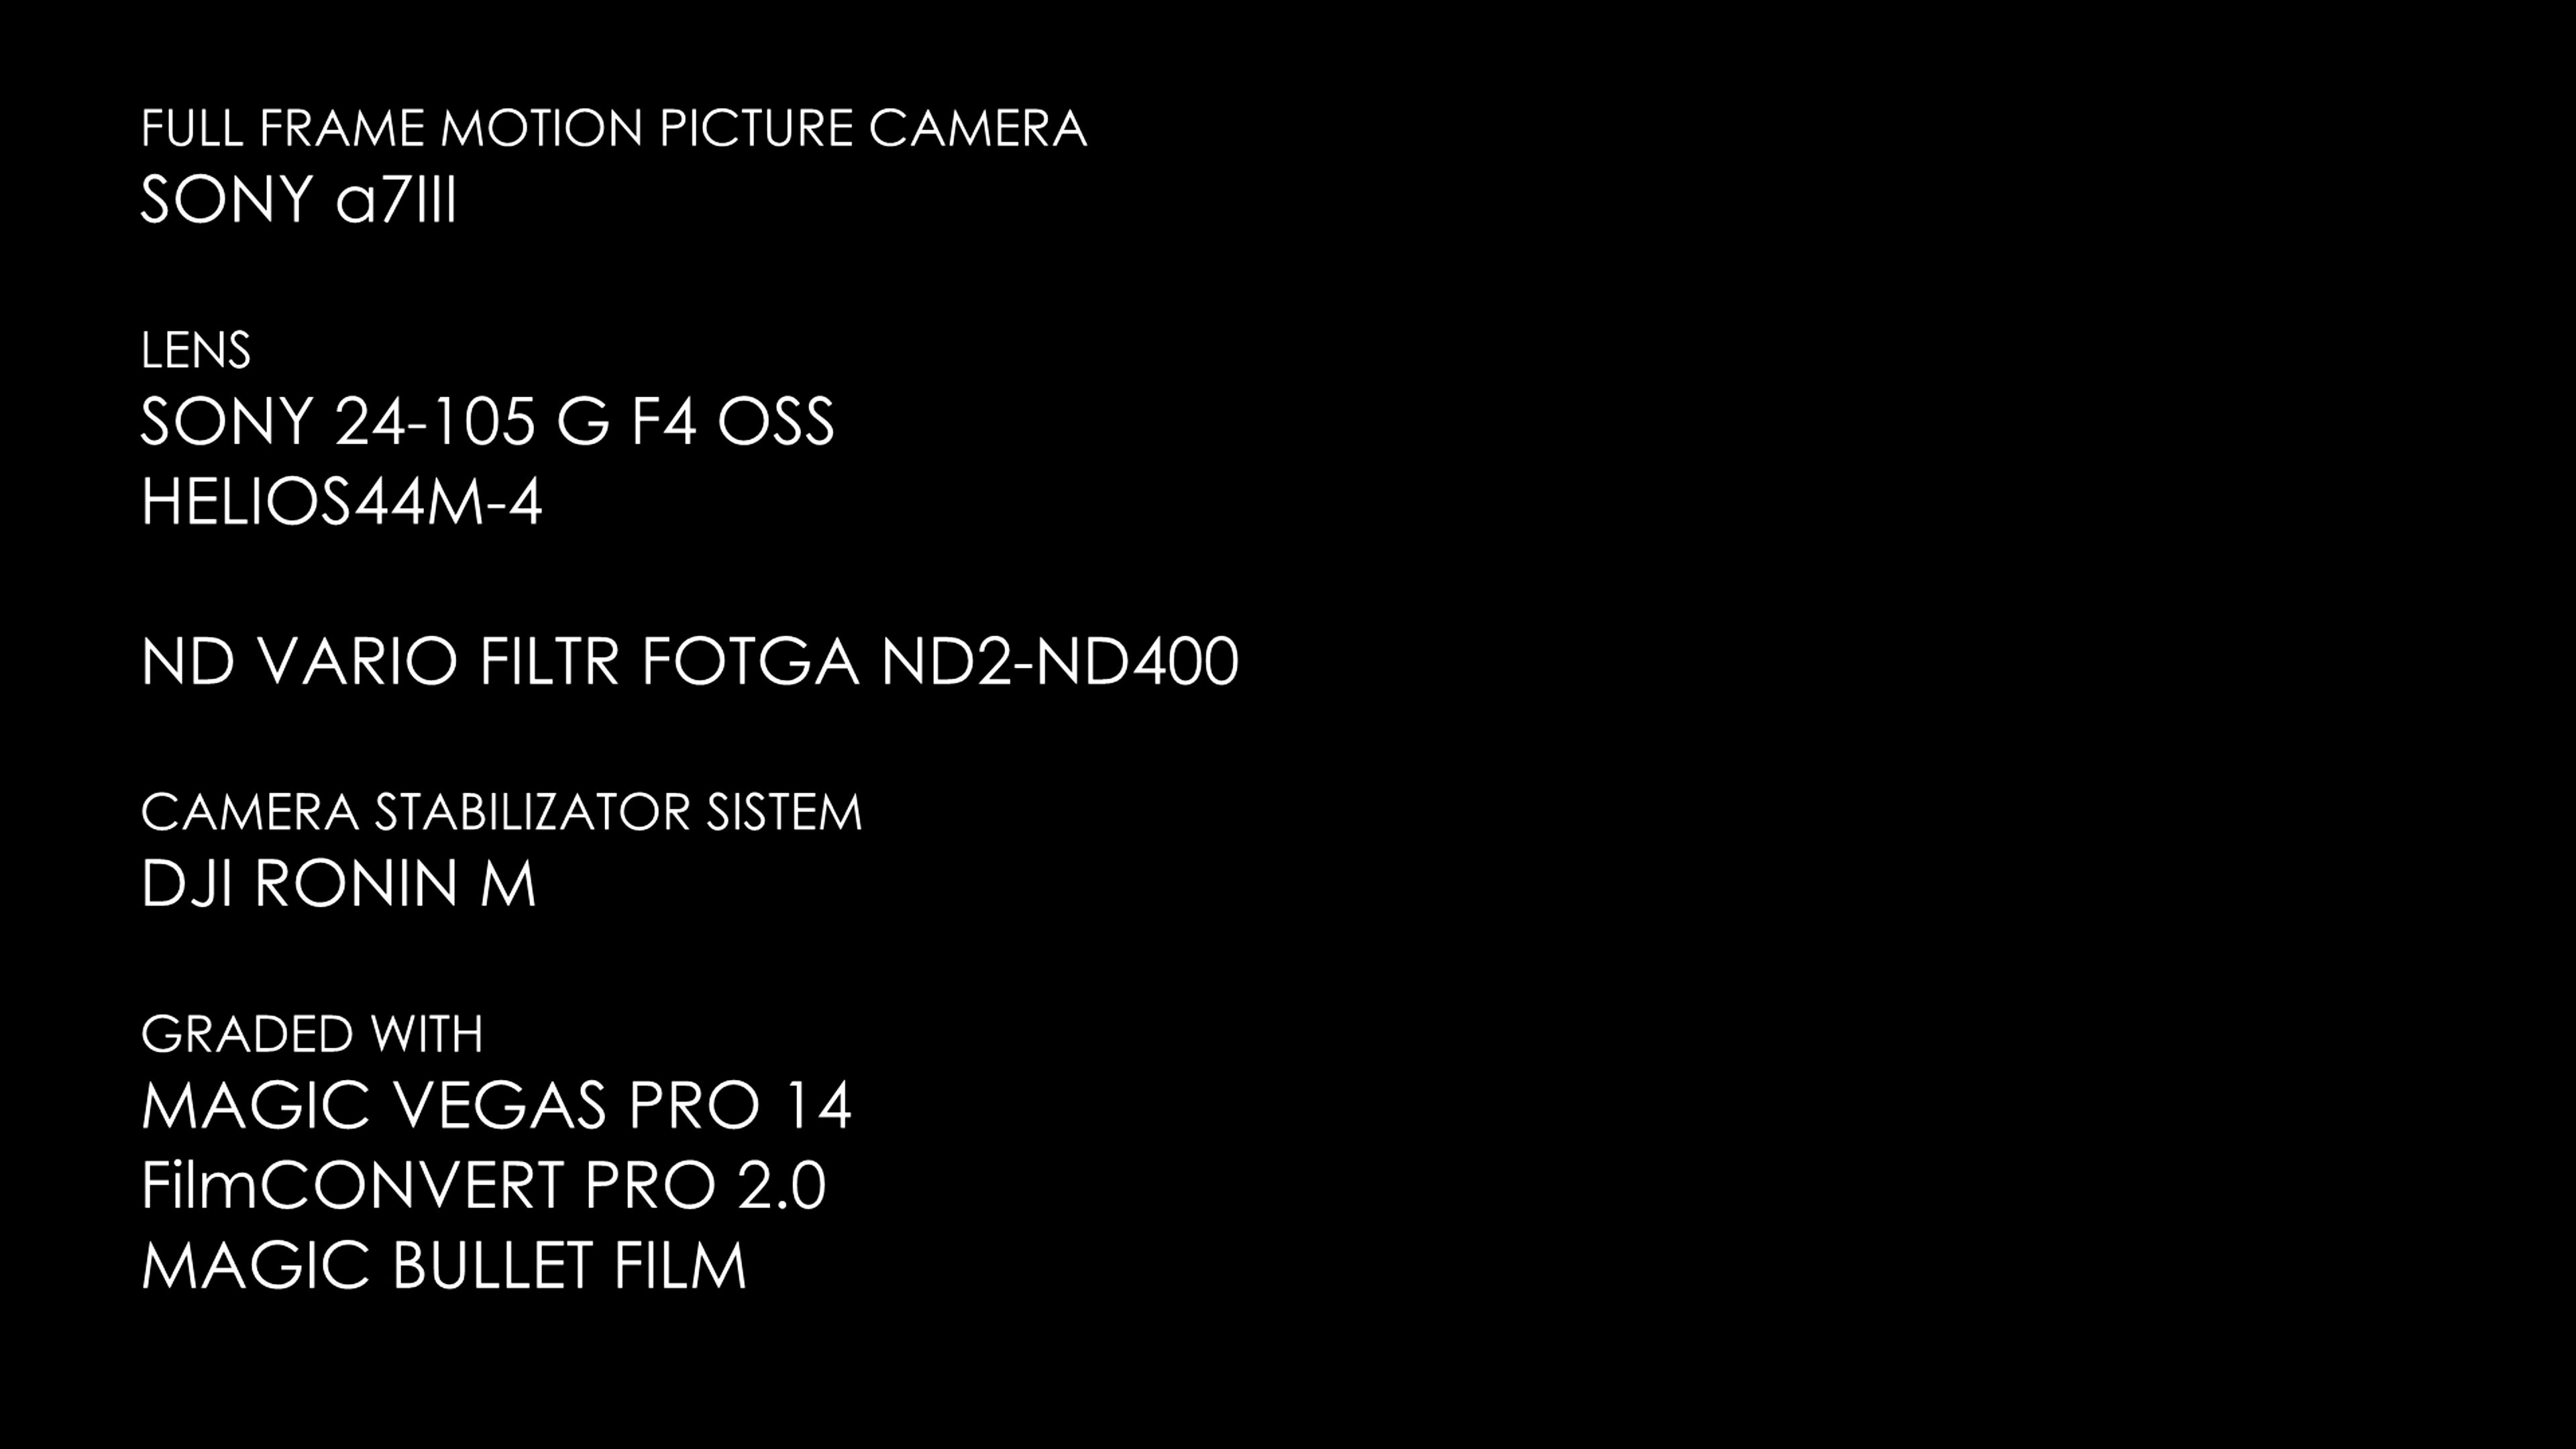 FULL FRAME MOTION PICTURE CAMERA
SONY a7III
LENS
SONY 24-105 G F4 OSS
HELIOS44M-4
ND VARIO FILTR FOTGA ND2-ND400
CAMERA STABILIZATOR SISTEM
DJI RONIN M
GRADED WITH
MAGIC VEGAS PRO 14
FilmCONVERT PRO 2.0
MAGIC BULLET FILM